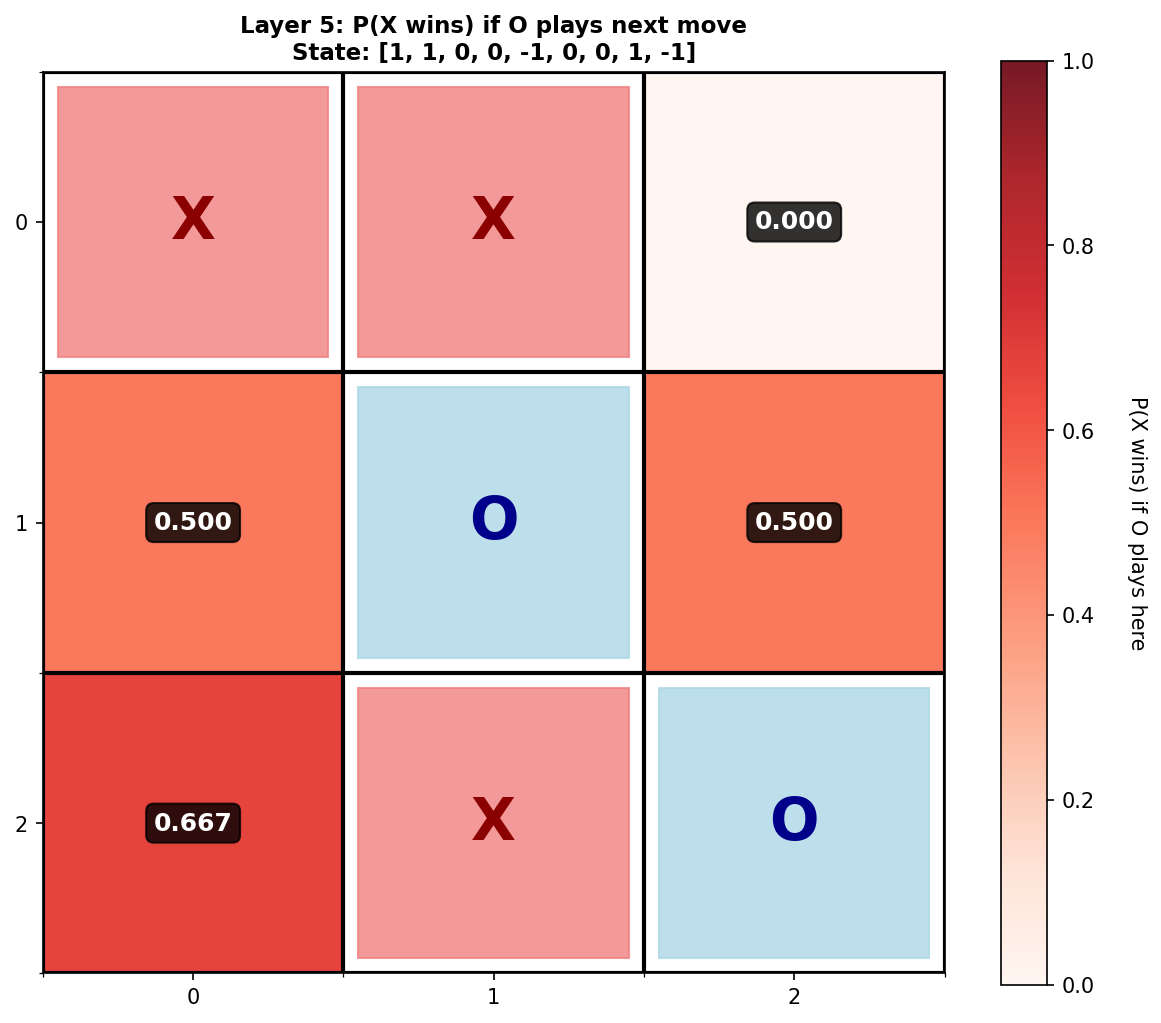 Layer 5: P(X wins) if O plays next move
State: [1, 1, 0, 0, -1, 0, 0, 1, -1]
0
X
X
0.000
1
0.500
O
0.500
2
0.667
X
O
0
1
2
1.0
0.8
0.6
0.4
0.2
0.0
P(X wins) if O plays here